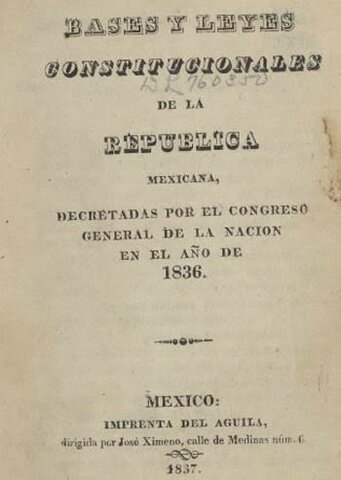 BASES Y LEYES
CONSTITUCIONALES
DE LA
REPUBLICA
MEXICANA,
DECRETADAS POR EL CONGRESO
GENERAL DE LA NACION
EN EL AÑO DE
1836.
MEXICO:
IMPRENTA DEL AGUILA,
dirigida por José Ximeno, calle de Medinas núm. 6.
1837.